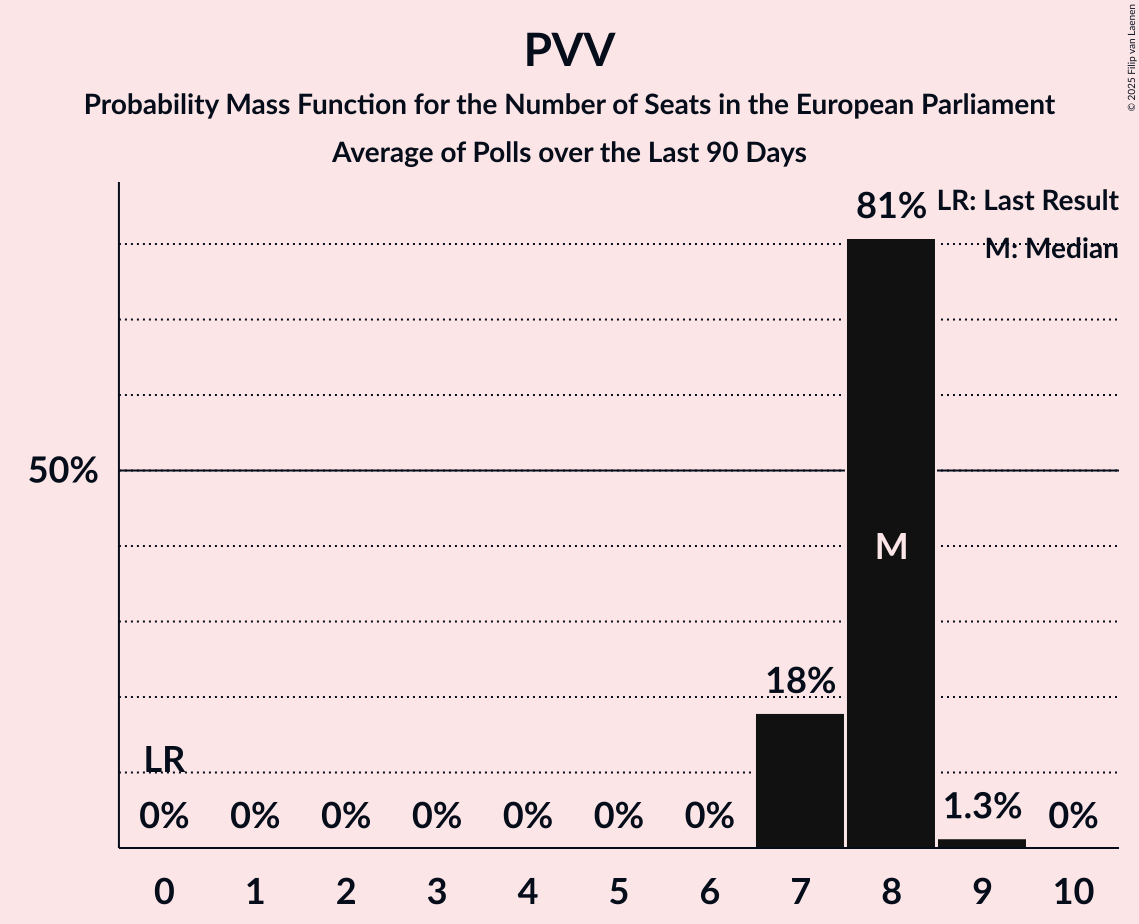 PVV
Probability Mass Function for the Number of Seats in the European Parliament
Average of Polls over the Last 90 Days
© 2025 Filip van Laenen
81%
LR: Last Result
M: Median
50%
M
18%
LR
0% 0% 0% 0% 0% 0% 0% 1.3% 0%
0 1 2 3 4 5 6 7 8 9 10